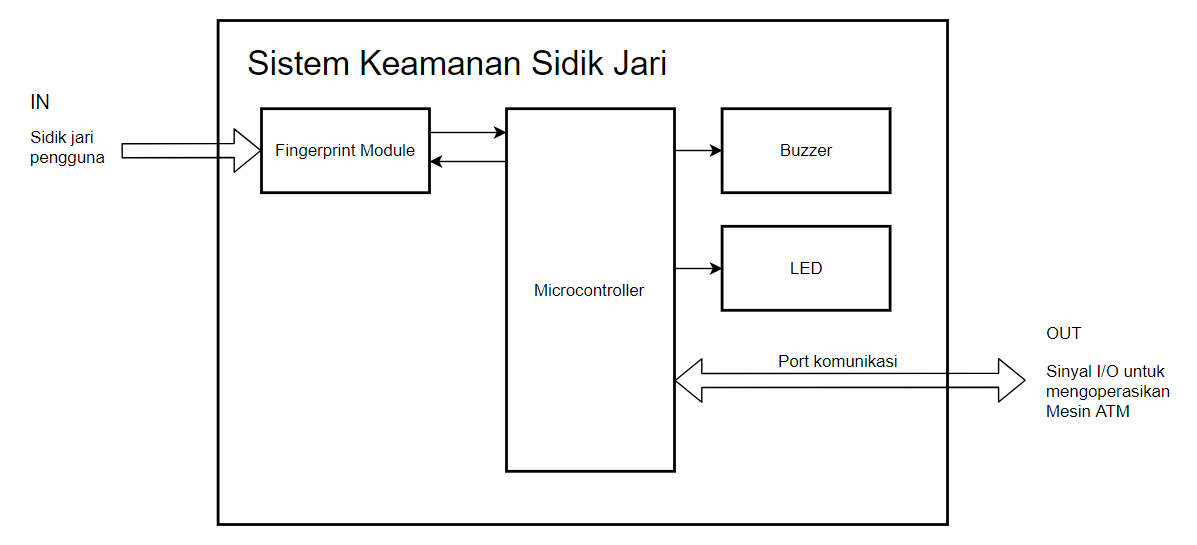 Sistem Keamanan Sidik Jari
IN
Sidik jari
pengguna
Fingerprint Module
Microcontroller
Buzzer
LED
Port komunikasi
OUT
Sinyal I/O untuk
mengoperasikan
Mesin ATM